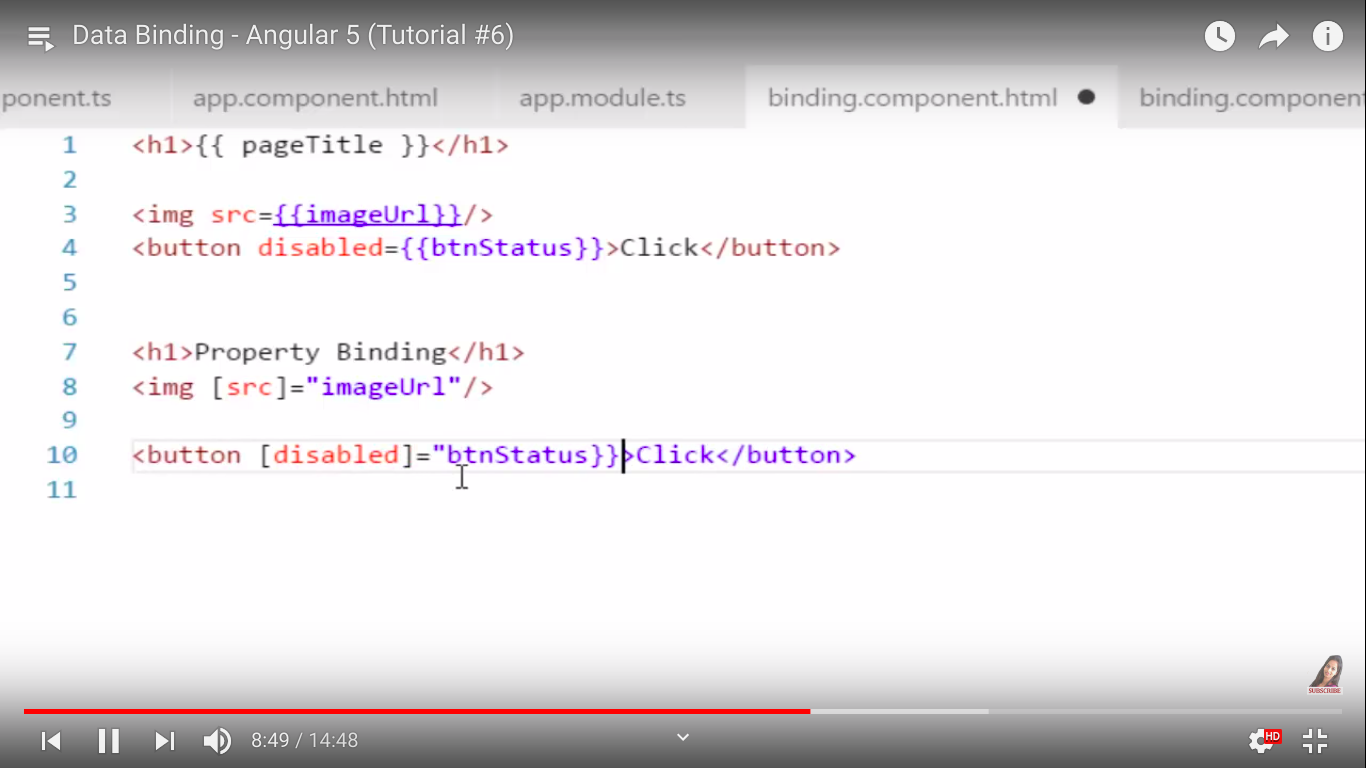 Data Binding - Angular 5 (Tutorial #6)
ponent.ts app.component.html app.module.ts binding.component.html binding.component
1 <h1>{{ pageTitle }}</h1>
2
3 <img src={{imageUrl}}/>
4 <button disabled={{btnStatus}}>Click</button>
5
6
7 <h1>Property Binding</h1>
8 <img [src]="imageUrl"/>
9
10 <button [disabled]="btnStatus}}>Click</button>
11
SUBSCRIBE
8:49 / 14:48
HD